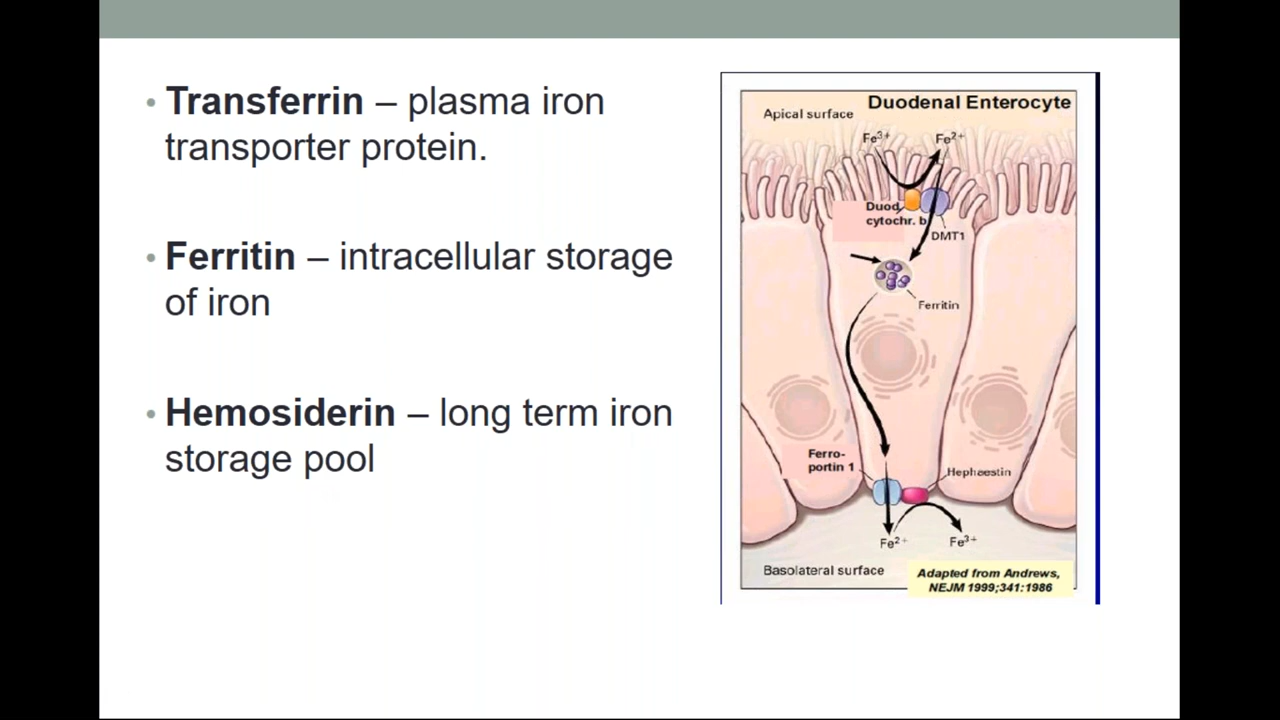 • Transferrin – plasma iron
transporter protein.
• Ferritin – intracellular storage
of iron
• Hemosiderin – long term iron
storage pool
Duodenal Enterocyte
Apical surface
Fe3+
Fe2+
Duod.
cytochr. b
DMT1
Ferritin
Ferro-
portin 1
Hephaestin
Fe2+
Fe3+
Basolateral surface
Adapted from Andrews,
NEJM 1999;341:1986